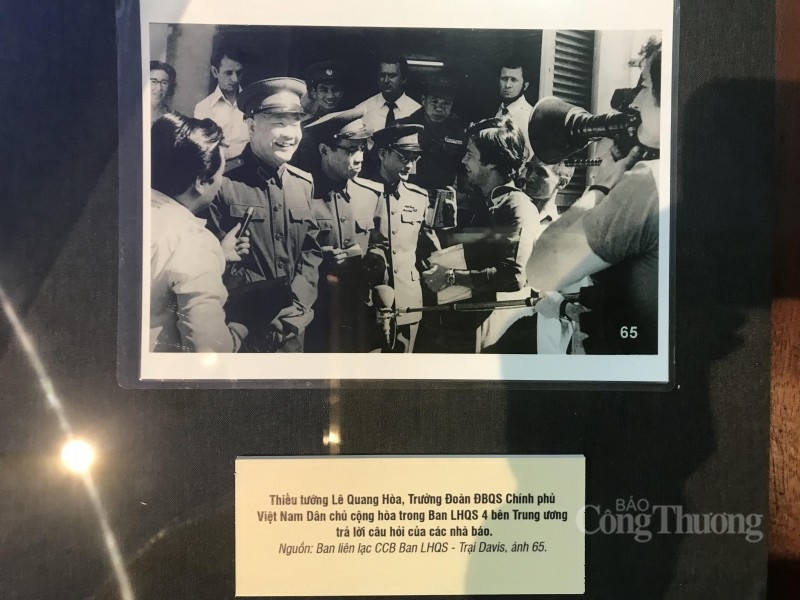 65
Thiếu tướng Lê Quang Hòa, Trưởng Đoàn ĐBQS Chính phủ
Việt Nam Dân chủ cộng hòa trong Ban LHQS 4 bên Trung ương
trả lời câu hỏi của các nhà báo.
Nguồn: Ban liên lạc CCB Ban LHQS - Trại Davis, ảnh 65.
BÁO
Công Thương